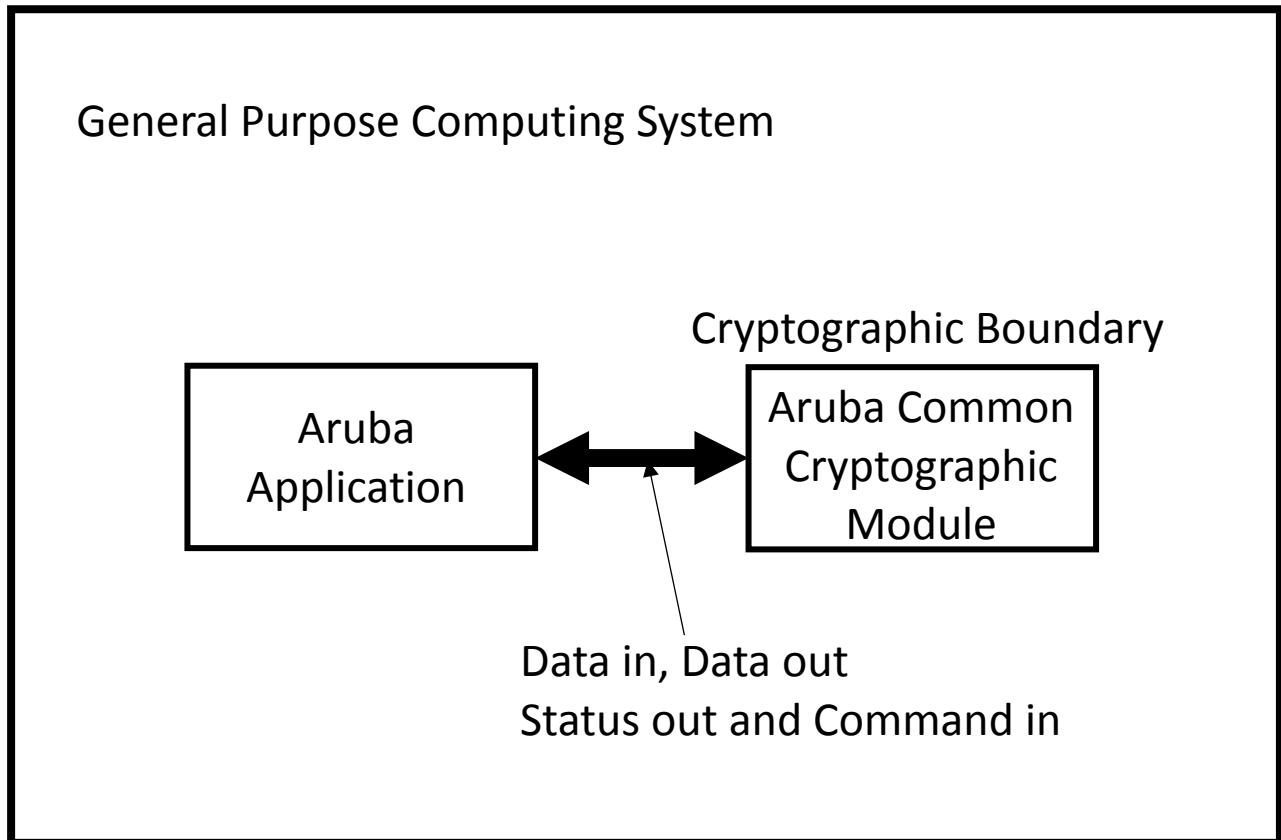 General Purpose Computing System
Cryptographic Boundary
Aruba
Application
Aruba Common
Cryptographic
Module
Data in, Data out
Status out and Command in